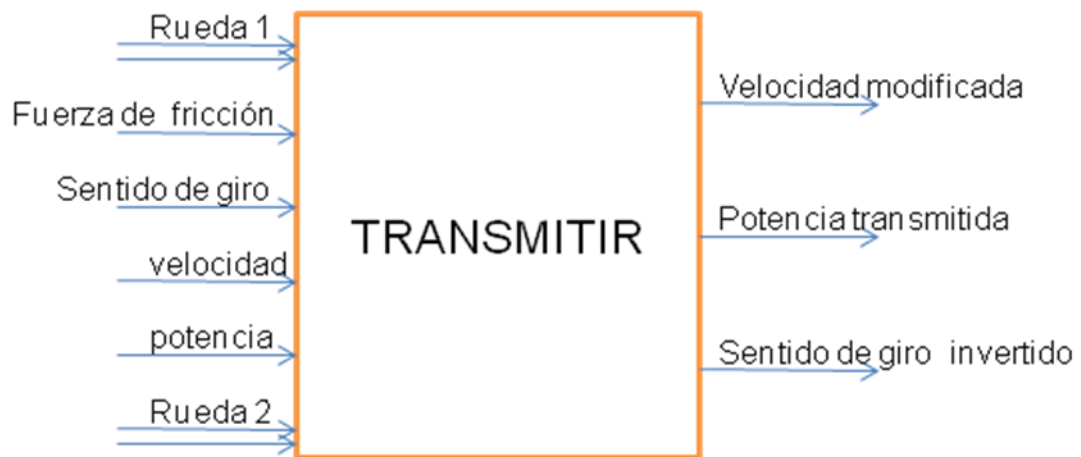 Rueda 1
Fuerza de fricción
Sentido de giro
velocidad
potencia
Rueda 2
TRANSMITIR
Velocidad modificada
Potencia transmitida
Sentido de giro invertido